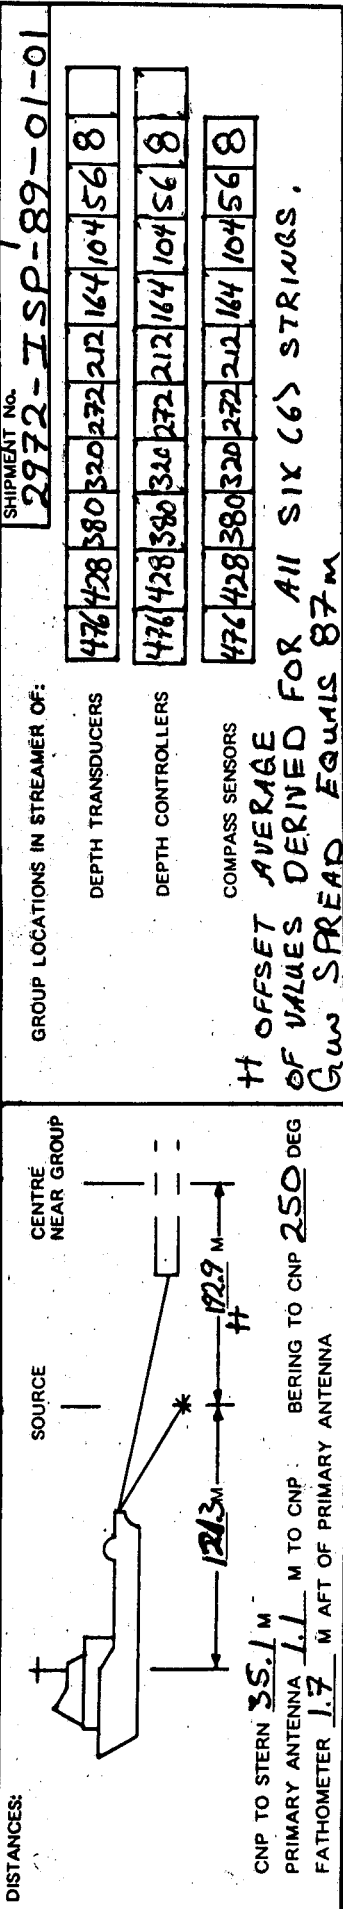 DISTANCES:
SOURCE
CENTRE
NEAR GROUP
121.3 M
192.9 M
++
CNP TO STERN 35.1 M
PRIMARY ANTENNA 1.1 M TO CNP BERING TO CNP 250 DEG
FATHOMETER 1.7 M AFT OF PRIMARY ANTENNA
SHIPMENT No.
2972-ISP-89-01-01
GROUP LOCATIONS IN STREAMER OF:
DEPTH TRANSDUCERS 476 428 380 320 272 212 164 104 56 8
DEPTH CONTROLLERS 476 428 380 320 272 212 164 104 56 8
COMPASS SENSORS 476 428 380 320 272 212 164 104 56 8
++ OFFSET AVERAGE
OF VALUES DERIVED FOR All SIX (6) STRINGS.
GUN SPREAD EQUALS 87m